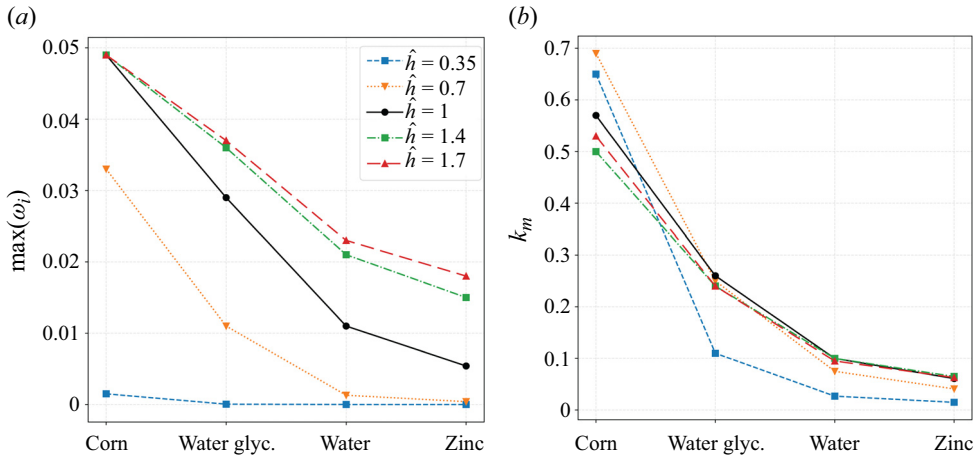 (a)
max(ω_i)
0.05
0.04
0.03
0.02
0.01
0
ĥ = 0.35
ĥ = 0.7
ĥ = 1
ĥ = 1.4
ĥ = 1.7
Corn Water glyc. Water Zinc
(b)
k_m
0.7
0.6
0.5
0.4
0.3
0.2
0.1
0
Corn Water glyc. Water Zinc